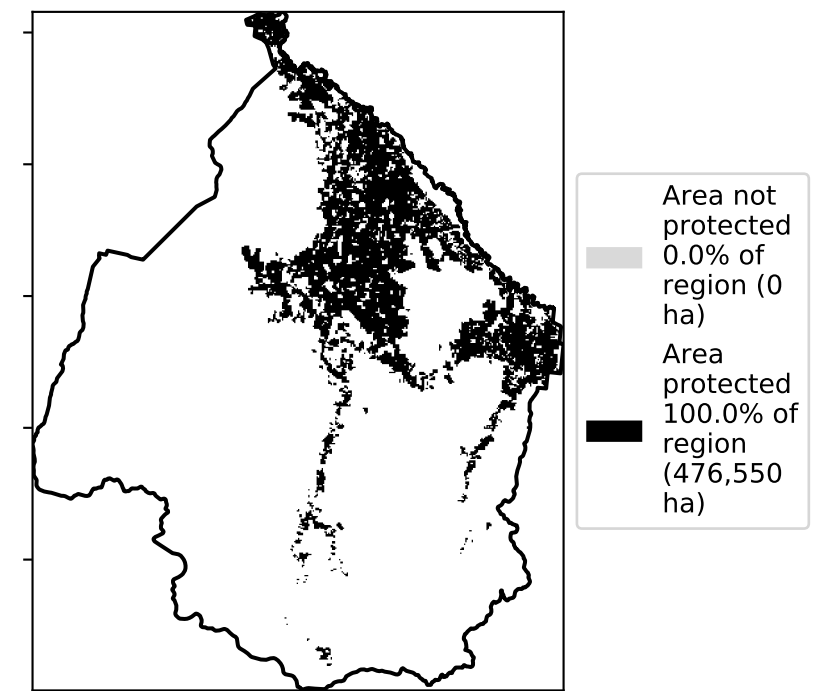 Area not
protected
0.0% of
region (0
ha)
Area
protected
100.0% of
region
(476,550
ha)